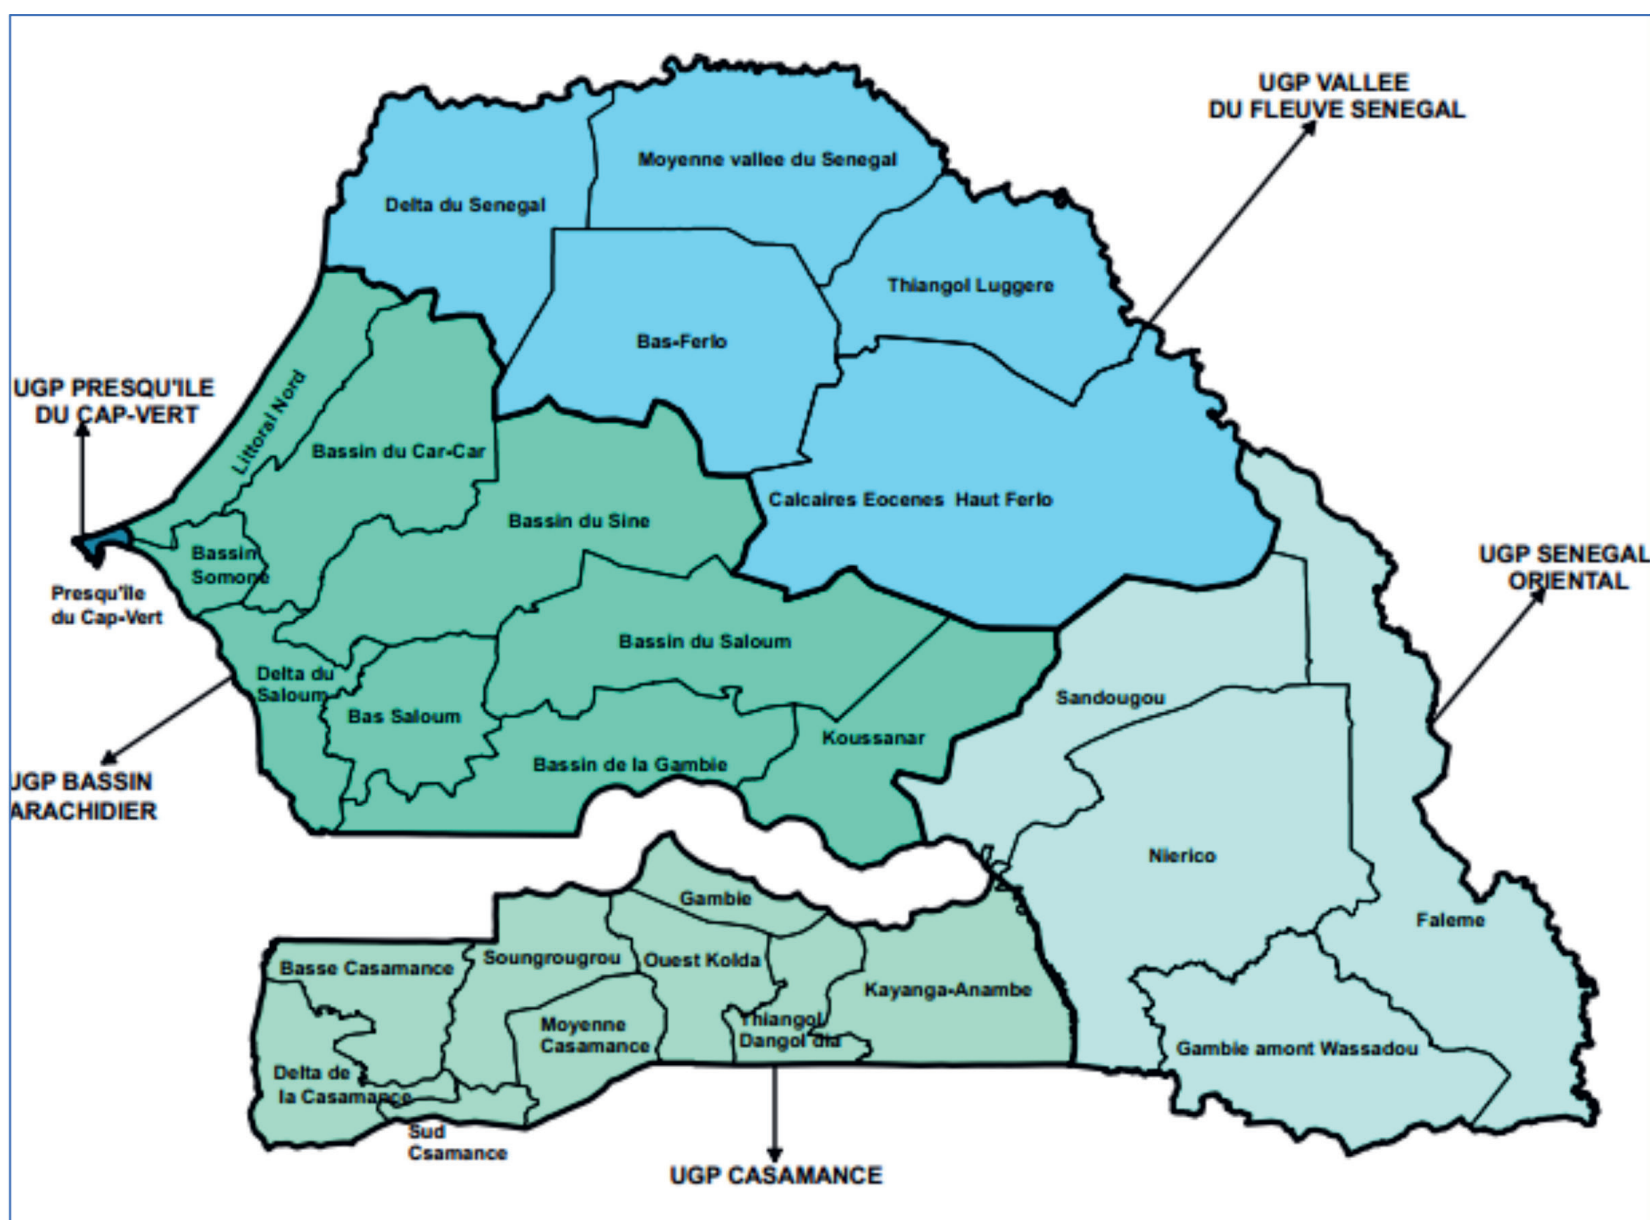 UGP VALLEE
DU FLEUVE SENEGAL
Moyenne vallee du Senegal
Delta du Senegal
Thiangol Luggere
Bas-Ferlo
UGP PRESQU'ILE
DU CAP-VERT
Littoral Nord
Bassin du Car-Car
Calcaires Eocenes Haut Ferlo
Bassin du Sine
Bassin
Somone
UGP SENEGAL
ORIENTAL
Presqu'île
du Cap-Vert
Bassin du Saloum
Delta du
Saloum
Sandougou
Bas Saloum
Koussanar
Bassin de la Gambie
UGP BASSIN
ARACHIDIER
Nierico
Gambie
Faleme
Basse Casamance
Soungrougrou
Ouest Kolda
Kayanga-Anambe
Moyenne
Casamance
Thiangol
Dangol dia
Gambie amont Wassadou
Delta de
la Casamance
Sud
Csamance
UGP CASAMANCE